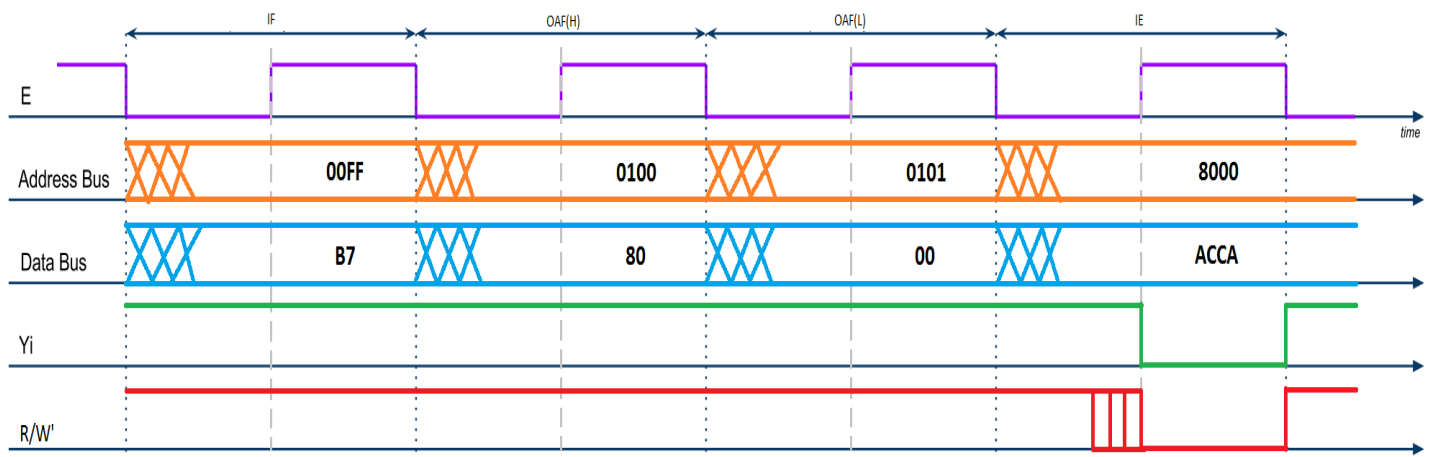 IF OAF(H) OAF(L) IE
E
time
Address Bus 00FF 0100 0101 8000
Data Bus B7 80 00 ACCA
Yi
R/W'